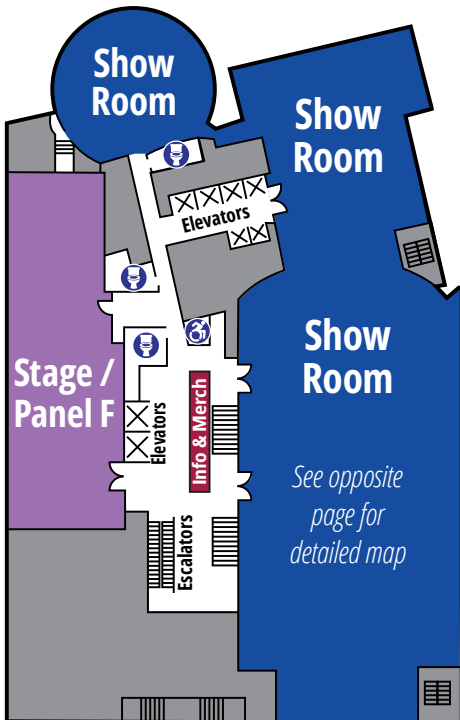 Show
Room
Show
Room
Elevators
Show
Room
Stage /
Panel F
Info & Merch
Elevators
See opposite
page for
detailed map
Escalators